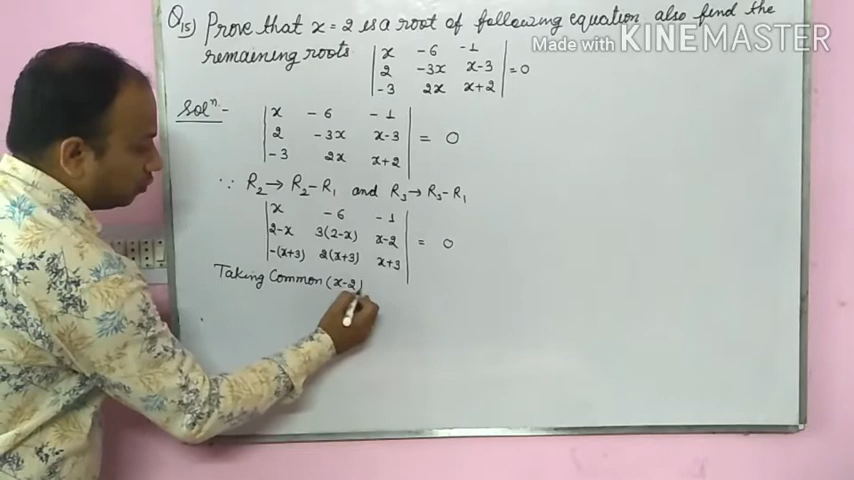 Q15) Prove that x = 2 is a root of following equation also find the
remaining roots
| x -6 -1 |
| 2 -3x x-3 | = 0
| -3 2x x+2 |
Made with KINEMASTER
Solⁿ :-
| x -6 -1 |
| 2 -3x x-3 | = 0
| -3 2x x+2 |
∵ R₂ → R₂-R₁ and R₃ → R₃-R₁
| x -6 -1 |
| 2-x 3(2-x) x-2 | = 0
| -(x+3) 2(x+3) x+3 |
Taking Common (x-2)